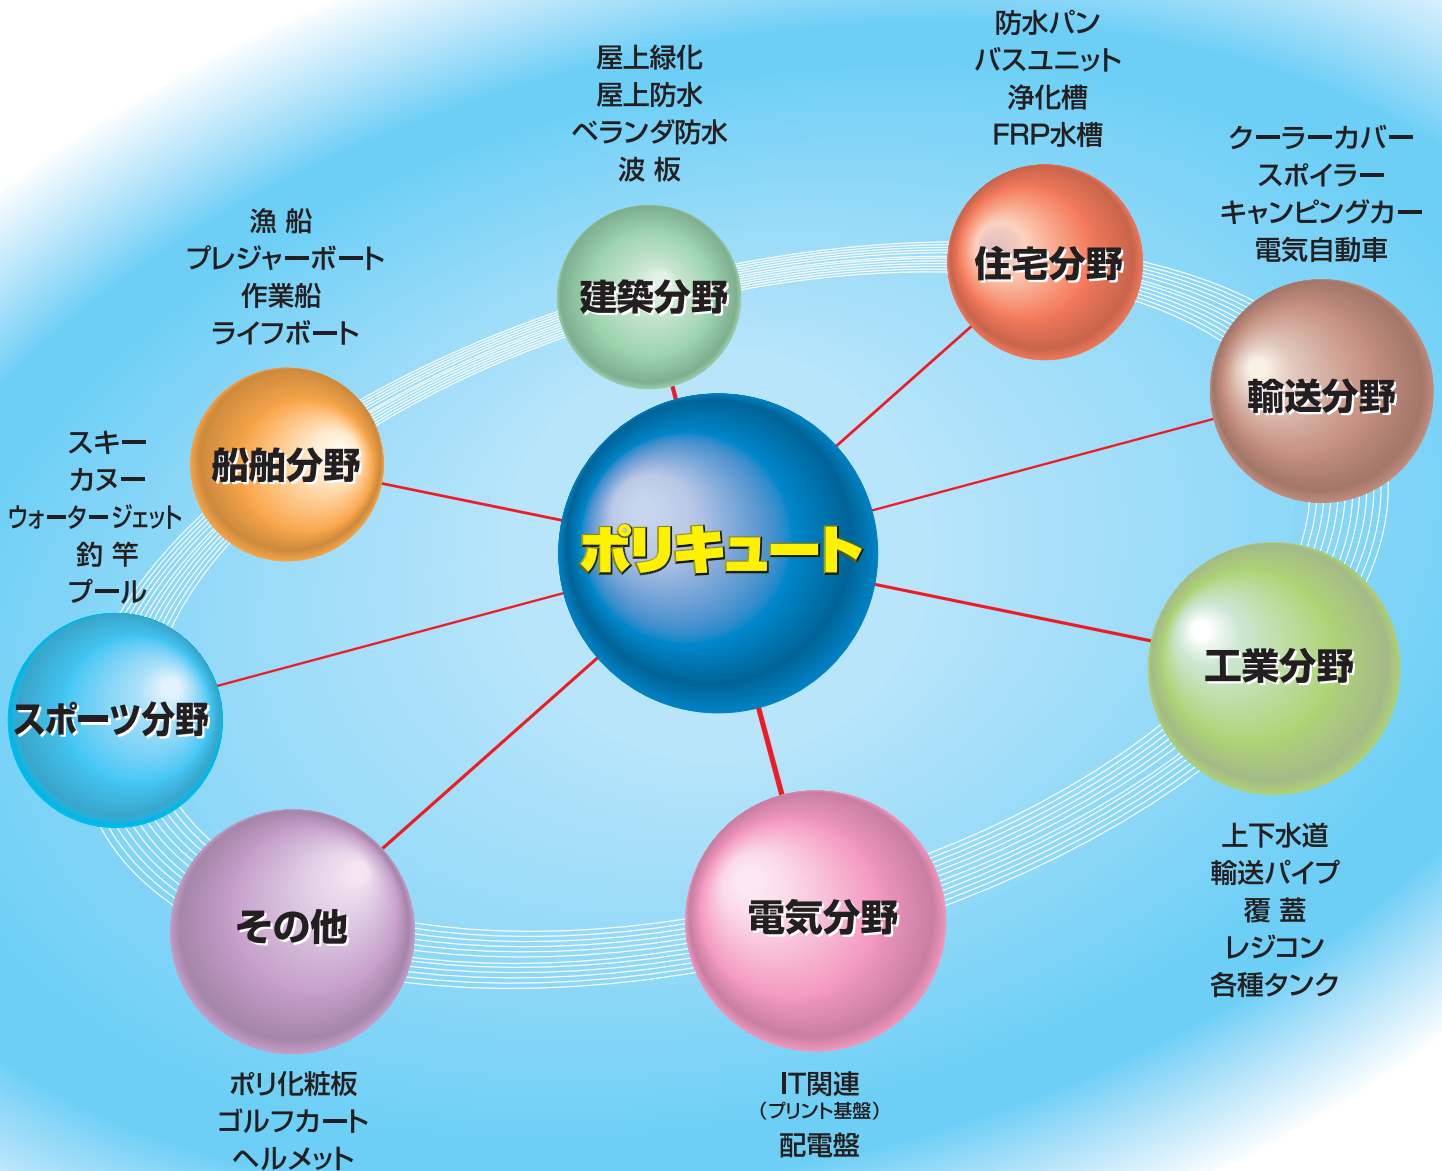 防水パン
バスユニット
浄化槽
FRP水槽
住宅分野
屋上緑化
屋上防水
ベランダ防水
波 板
建築分野
クーラーカバー
スポイラー
キャンピングカー
電気自動車
輸送分野
漁 船
プレジャーボート
作業船
ライフボート
船舶分野
スキー
カヌー
ウォータージェット
釣 竿
プール
スポーツ分野
ポリキュート
工業分野
上下水道
輸送パイプ
覆 蓋
レジコン
各種タンク
その他
ポリ化粧板
ゴルフカート
ヘルメット
電気分野
IT関連
（プリント基盤）
配電盤